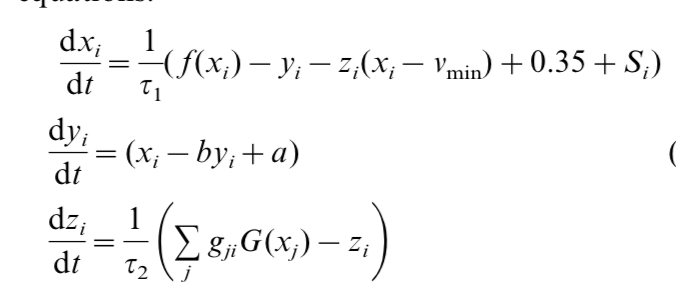 equations.
dx_i/dt = 1/τ_1 (f(x_i) − y_i − z_i(x_i − v_min) + 0.35 + S_i)
dy_i/dt = (x_i − by_i + a) (
dz_i/dt = 1/τ_2 (∑_j g_ji G(x_j) − z_i)